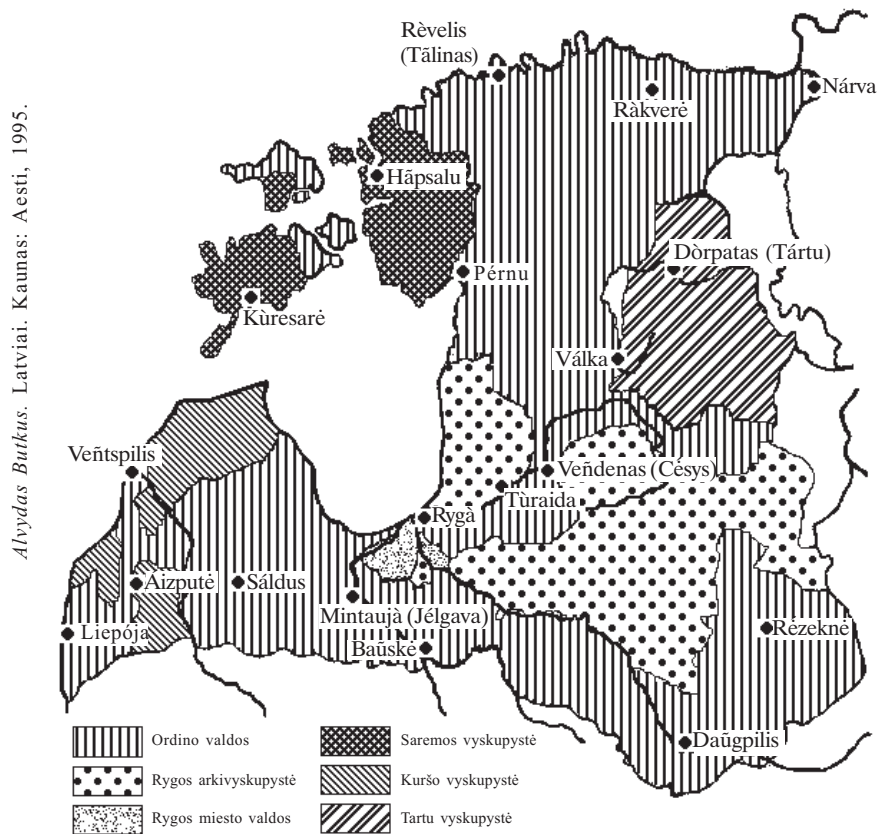 Alvydas Butkus. Latviai. Kaunas: Aesti, 1995.
Rèvelis
(Tãlinas)
Nárva
Ràkverė
Hãpsalu
Dòrpatas (Tártu)
Pérnu
Kùresarė
Válka
Veñtspilis
Veñdenas (Cėsys)
Tùraida
Rygà
Aizputė
Sáldus
Mintaujà (Jélgava)
Liepója
Baũskė
Rėzeknė
Daũgpilis
Ordino valdos
Rygos arkivyskupystė
Rygos miesto valdos
Saremos vyskupystė
Kuršo vyskupystė
Tartu vyskupystė